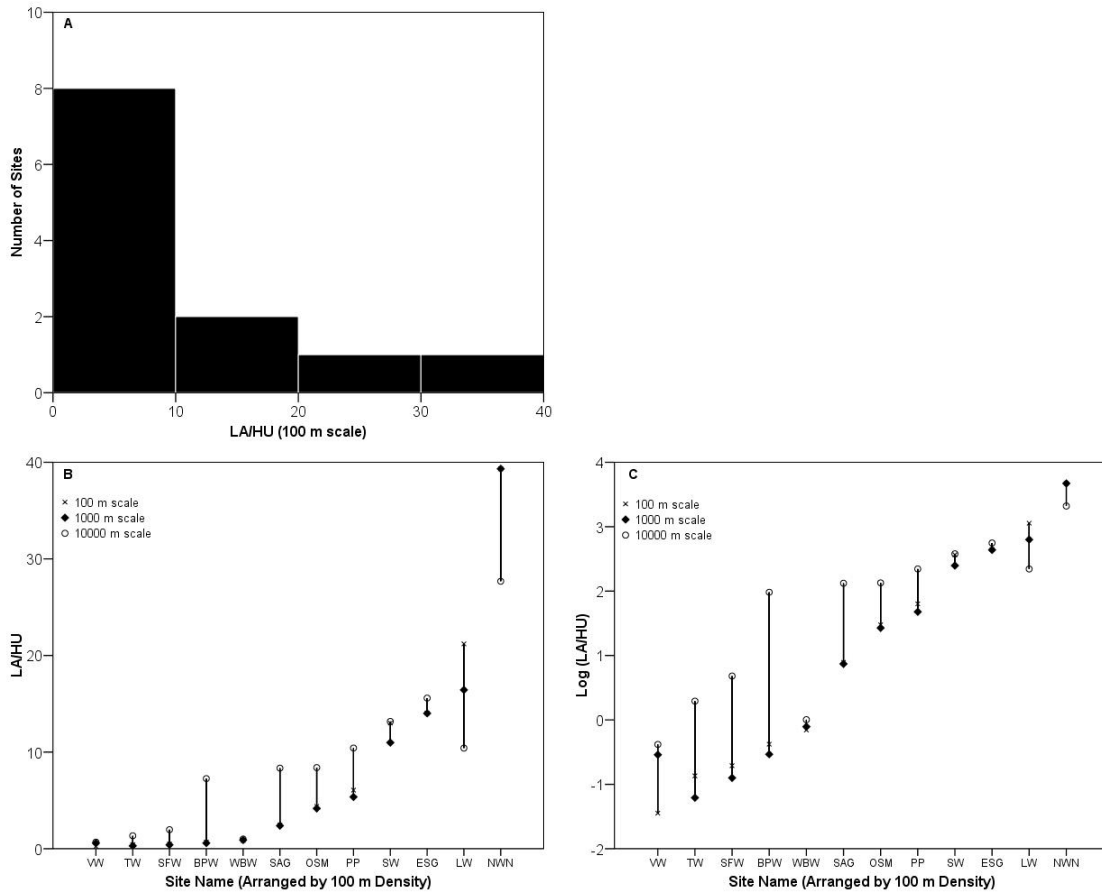 A
10
8
6
4
2
0
Number of Sites
0 10 20 30 40
LA/HU (100 m scale)
B
40
30
20
10
0
LA/HU
100 m scale
1000 m scale
10000 m scale
VW TW SFW BPW WBW SAG OSM PP SW ESG LW NWN
Site Name (Arranged by 100 m Density)
C
4
3
2
1
0
-1
-2
Log (LA/HU)
100 m scale
1000 m scale
10000 m scale
VW TW SFW BPW WBW SAG OSM PP SW ESG LW NWN
Site Name (Arranged by 100 m Density)